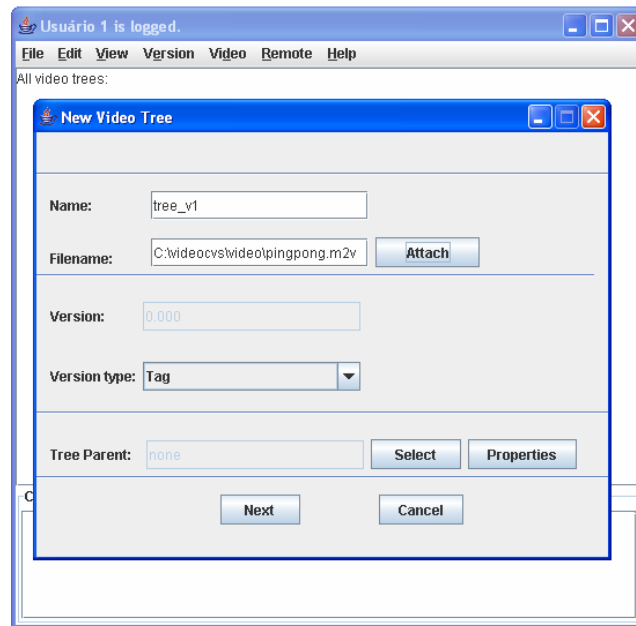 Usuário 1 is logged.
File Edit View Version Video Remote Help
All video trees:
New Video Tree
Name: tree_v1
Filename: C:\videocvs\video\pingpong.m2v Attach
Version: 0.000
Version type: Tag
Tree Parent: none Select Properties
Next Cancel